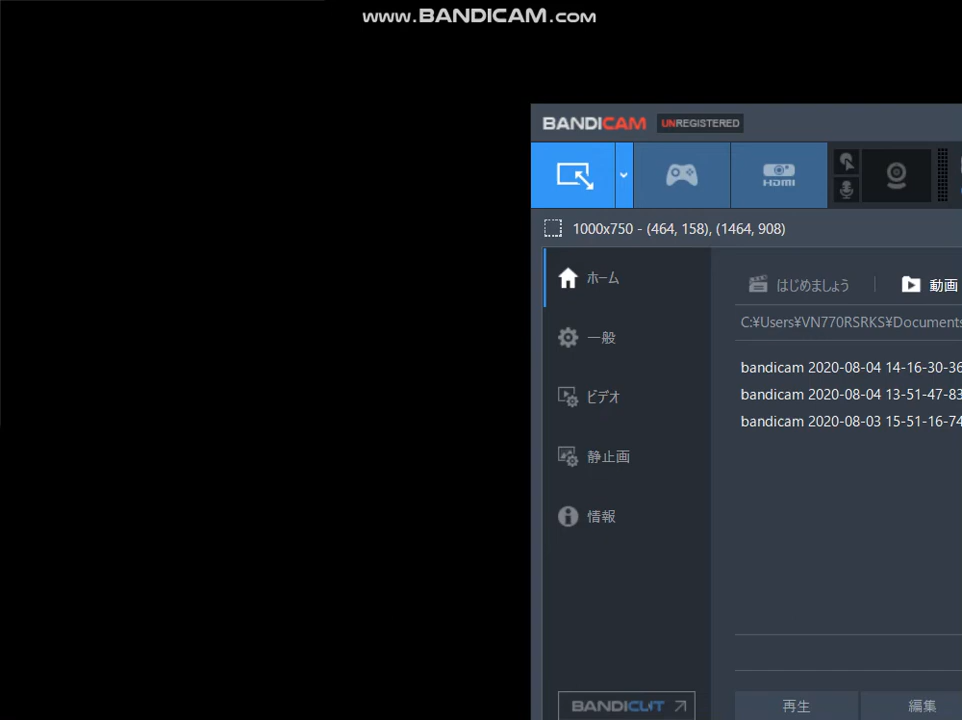 www.BANDICAM.com
BANDICAM UNREGISTERED
HDMI
1000x750 - (464, 158), (1464, 908)
ホーム
はじめましょう
動画
C:¥Users¥VN770RSRKS¥Documents
一般
bandicam 2020-08-04 14-16-30-36
ビデオ
bandicam 2020-08-04 13-51-47-83
bandicam 2020-08-03 15-51-16-74
静止画
情報
BANDICUT
再生
編集